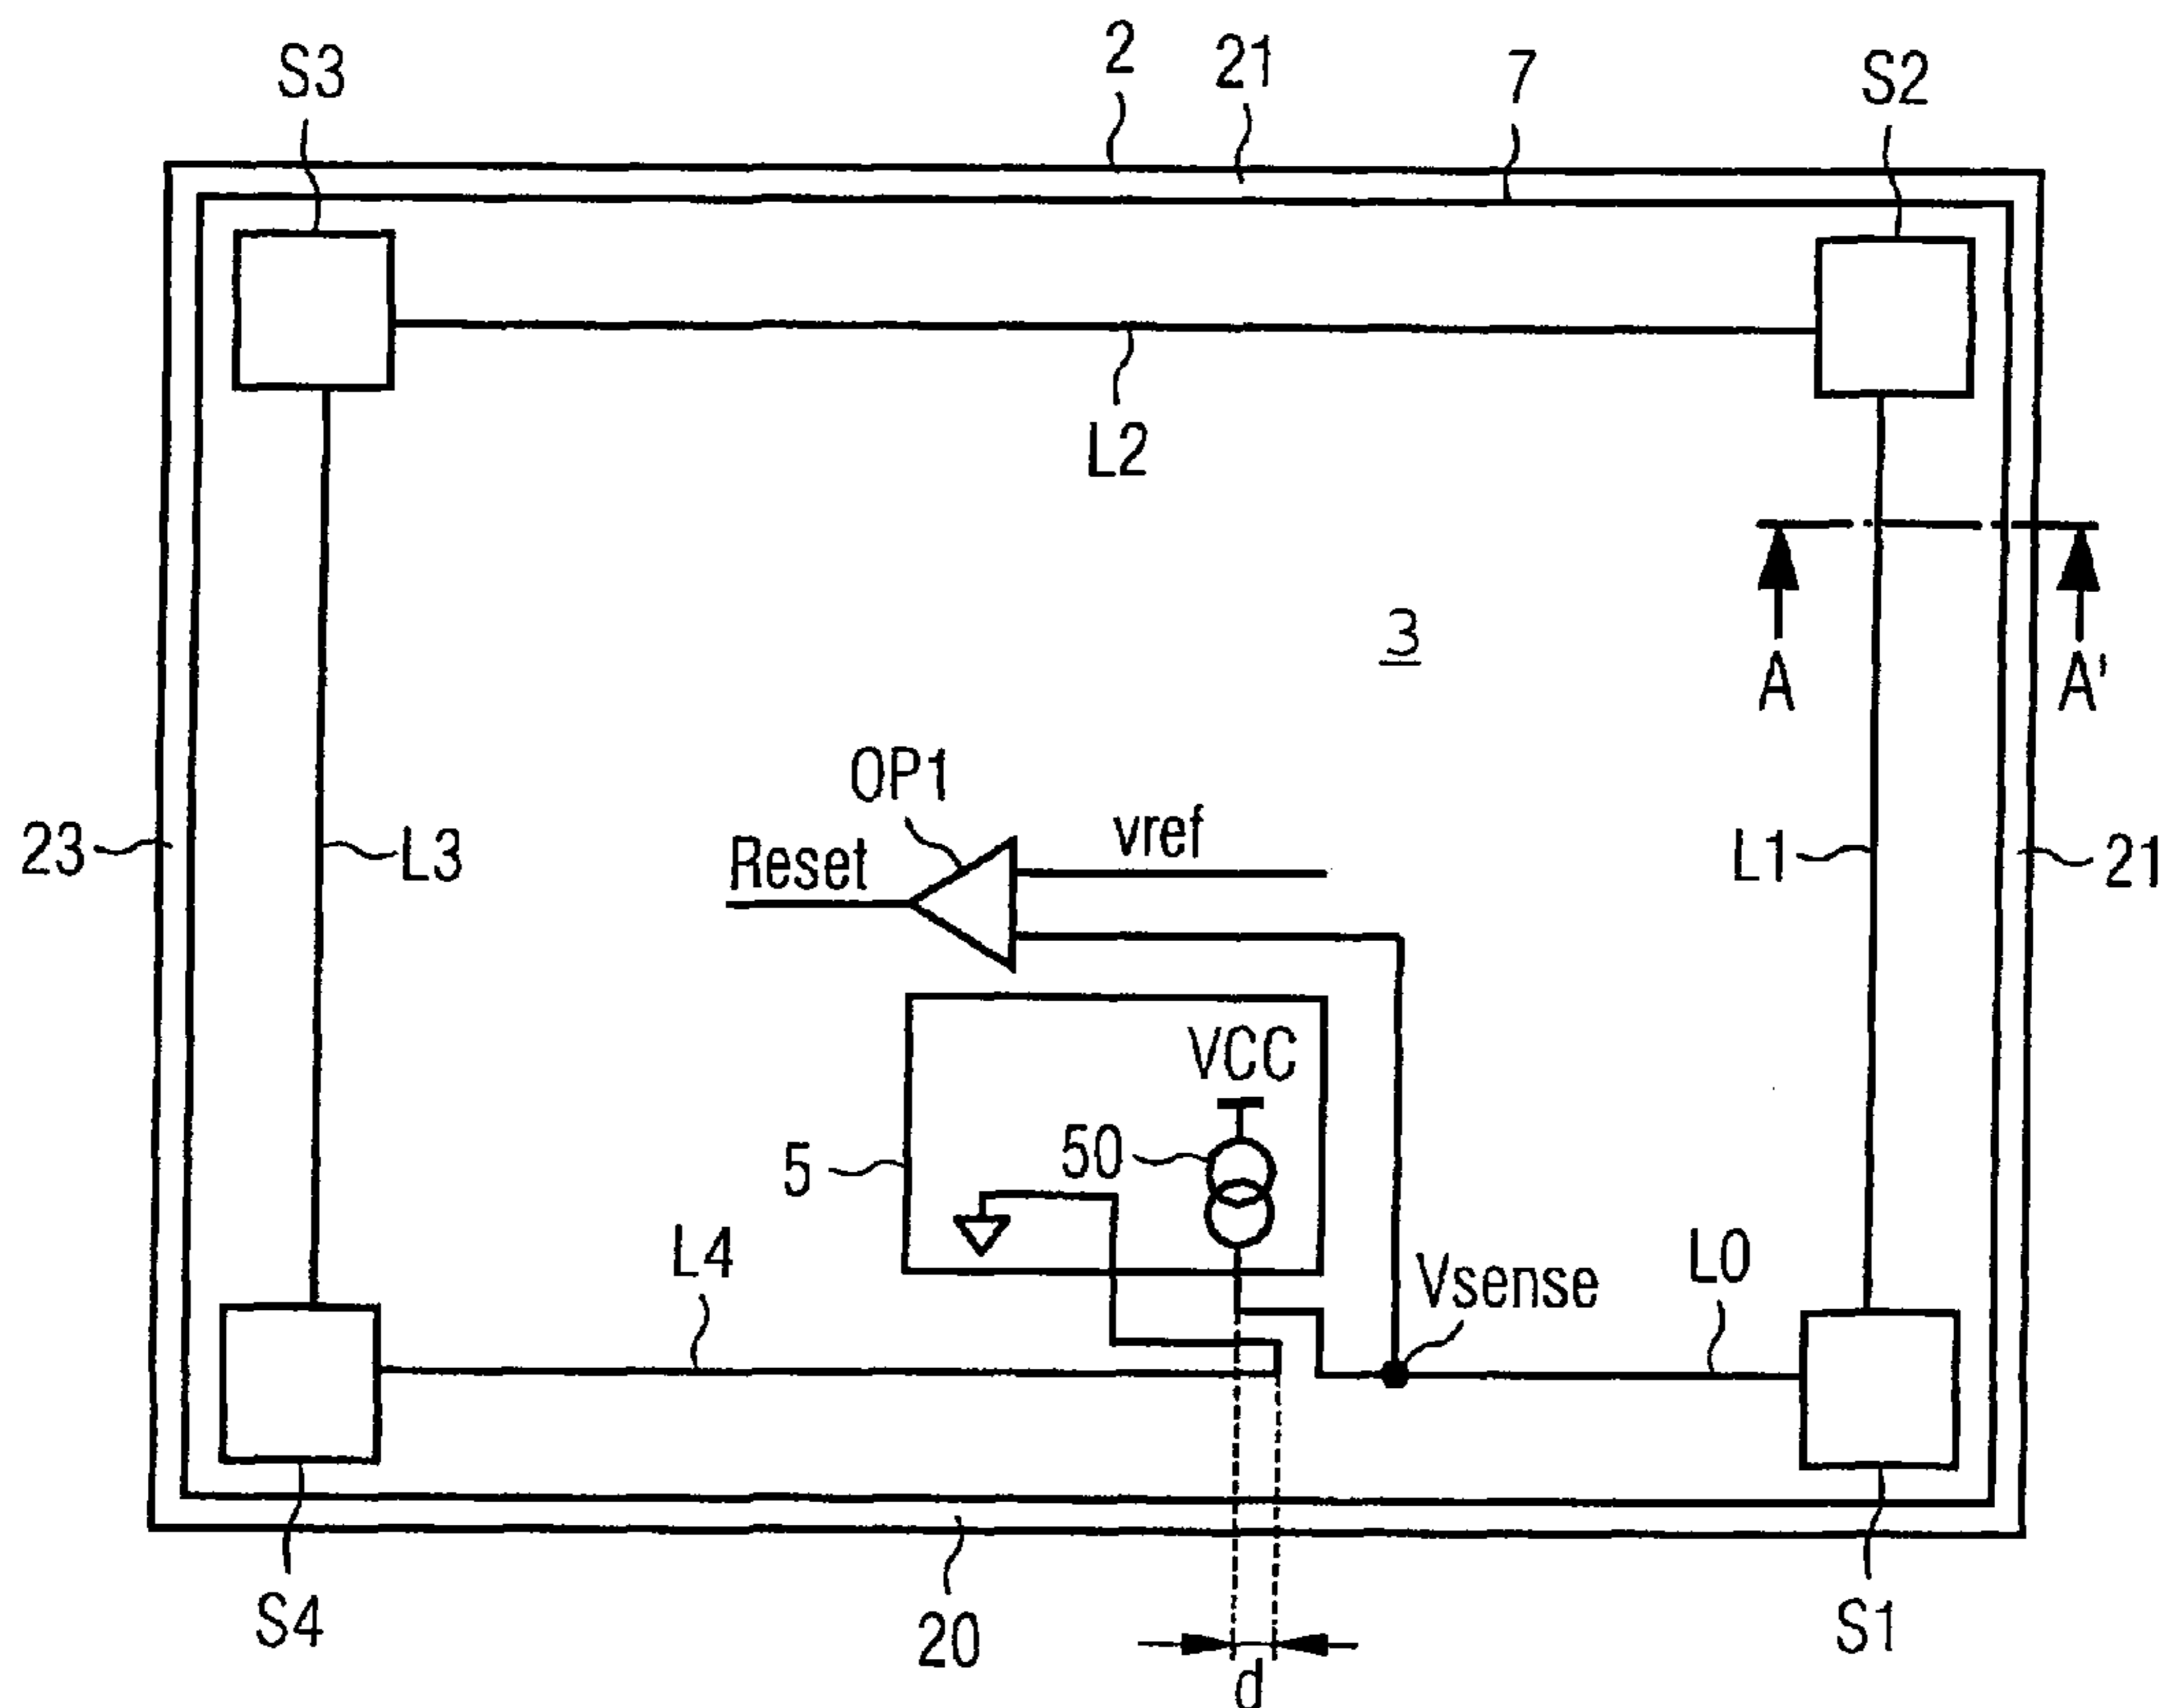 S3
2
21
7
S2
L2
3
A
A'
OP1
vref
Reset
23
L3
L1
21
VCC
50
5
L4
Vsense
L0
S4
20
d
S1